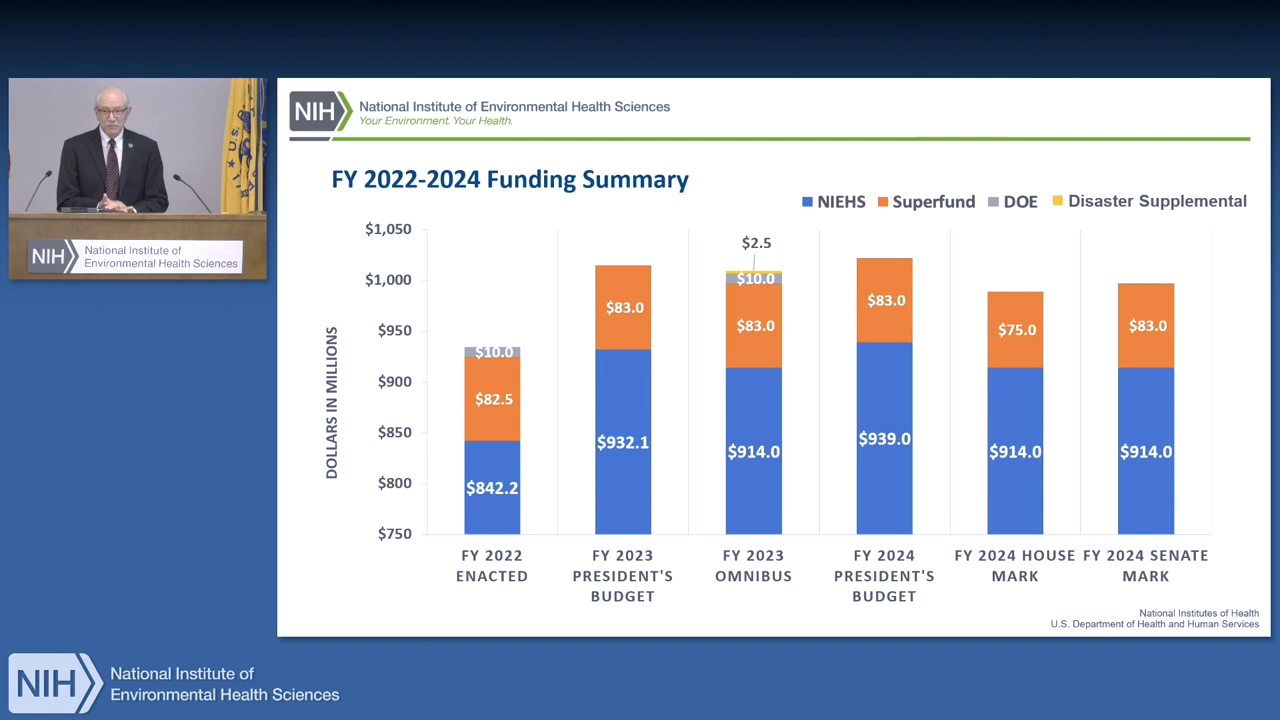 NIH
National Institute of Environmental Health Sciences
Your Environment. Your Health.
FY 2022-2024 Funding Summary
NIEHS
Superfund
DOE
Disaster Supplemental
DOLLARS IN MILLIONS
$1,050
$1,000
$950
$900
$850
$800
$750
$10.0
$82.5
$842.2
$83.0
$932.1
$2.5
$10.0
$83.0
$914.0
$83.0
$939.0
$75.0
$914.0
$83.0
$914.0
FY 2022
ENACTED
FY 2023
PRESIDENT'S
BUDGET
FY 2023
OMNIBUS
FY 2024
PRESIDENT'S
BUDGET
FY 2024 HOUSE
MARK
FY 2024 SENATE
MARK
National Institutes of Health
U.S. Department of Health and Human Services
U.S.
NIH
National Institute of
Environmental Health Sciences
NIH
National Institute of
Environmental Health Sciences